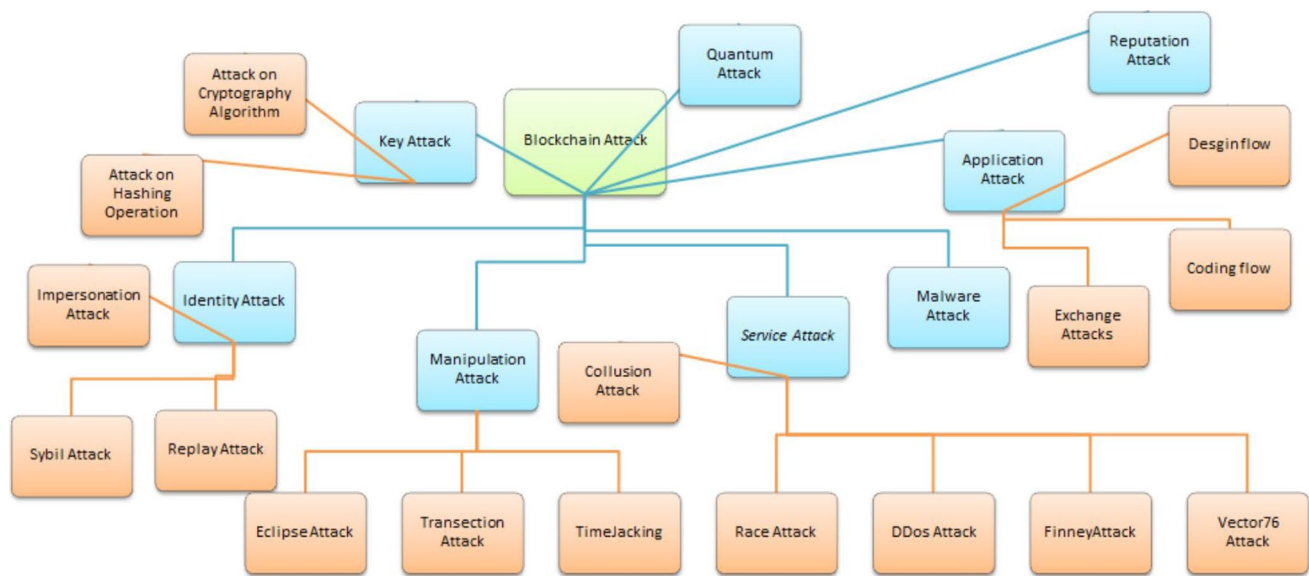 Quantum
Attack
Reputation
Attack
Attack on
Cryptography
Algorithm
Key Attack
Blockchain Attack
Application
Attack
Desgin flow
Attack on
Hashing
Operation
Impersonation
Attack
Identity Attack
Manipulation
Attack
Collusion
Attack
Service Attack
Malware
Attack
Exchange
Attacks
Coding flow
Sybil Attack
Replay Attack
Eclipse Attack
Transection
Attack
TimeJacking
Race Attack
DDos Attack
FinneyAttack
Vector76
Attack